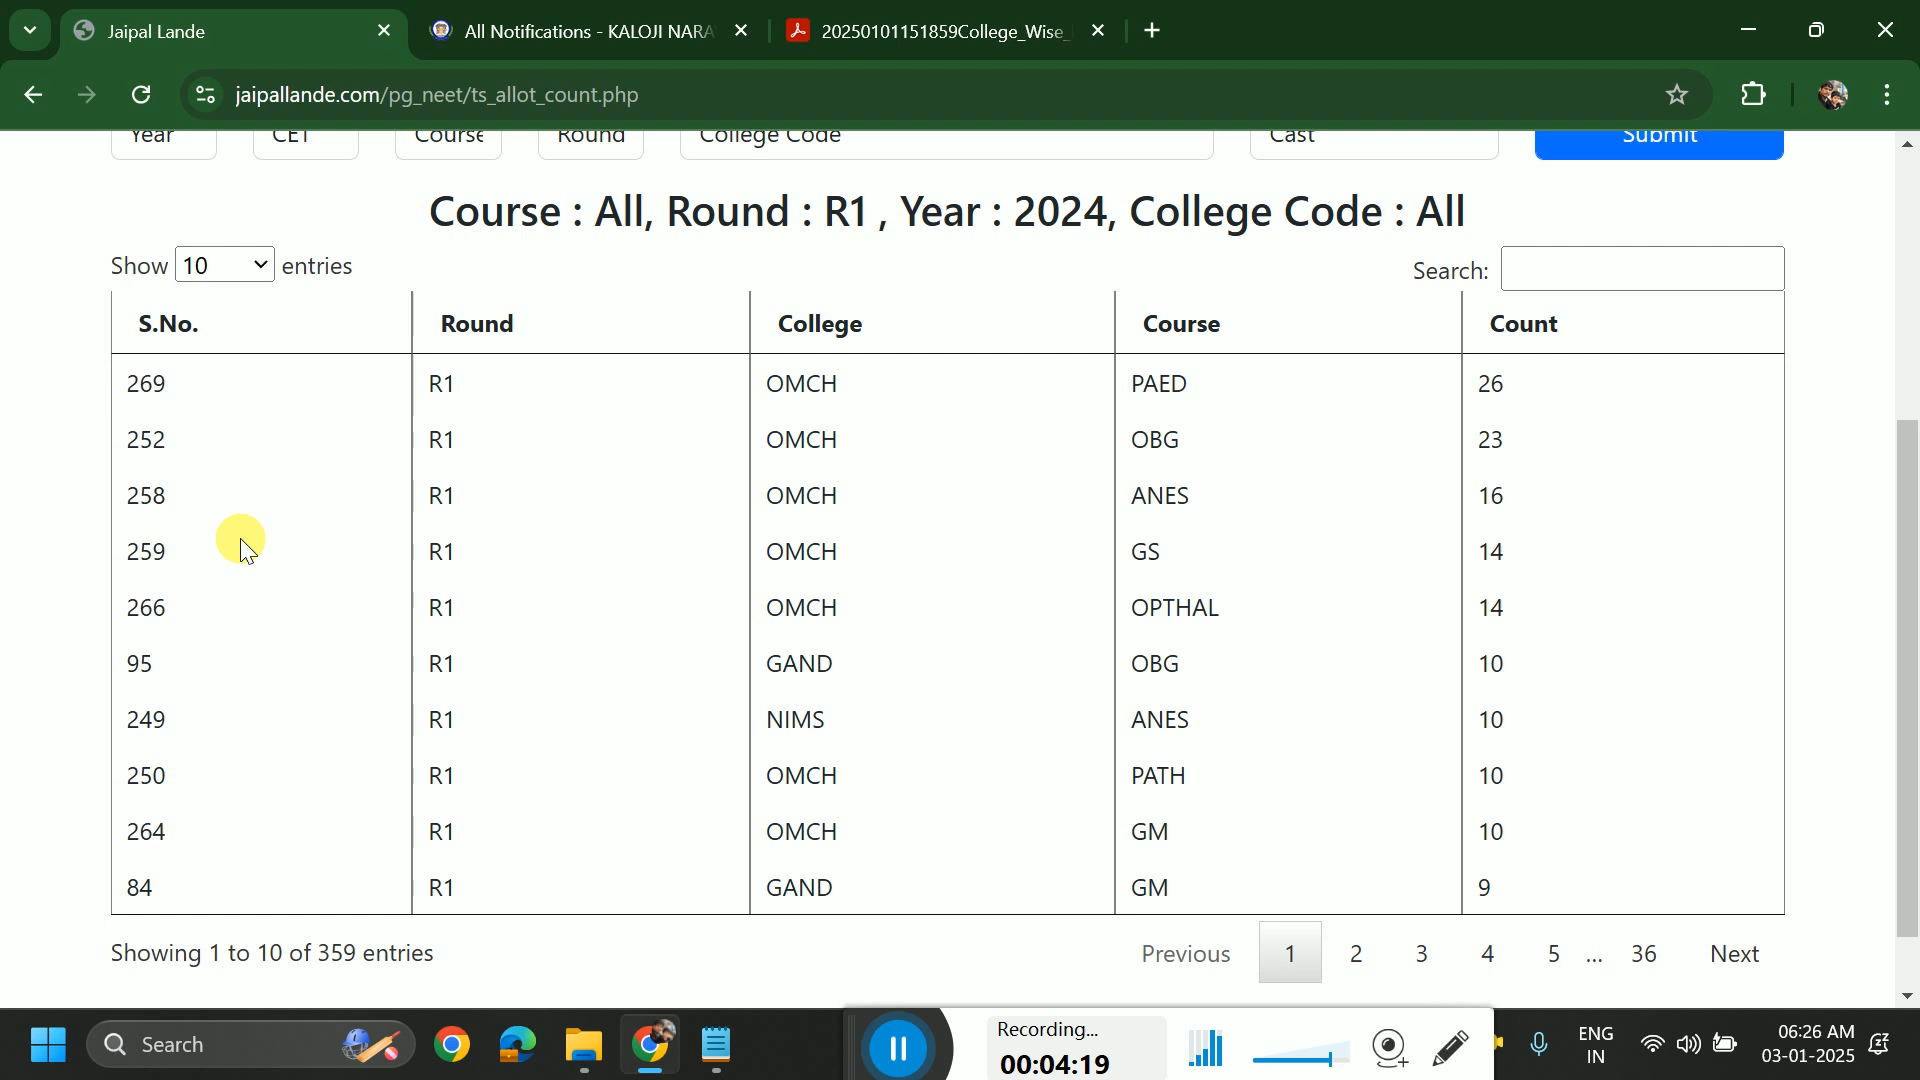 Jaipal Lande
All Notifications - KALOJI NARA
20250101151859College_Wise_
jaipallande.com/pg_neet/ts_allot_count.php
Year CET Course Round College Code Cast Submit
Course : All, Round : R1 , Year : 2024, College Code : All
Show 10 entries Search:
S.No. Round College Course Count
269 R1 OMCH PAED 26
252 R1 OMCH OBG 23
258 R1 OMCH ANES 16
259 R1 OMCH GS 14
266 R1 OMCH OPTHAL 14
95 R1 GAND OBG 10
249 R1 NIMS ANES 10
250 R1 OMCH PATH 10
264 R1 OMCH GM 10
84 R1 GAND GM 9
Showing 1 to 10 of 359 entries Previous 1 2 3 4 5 ... 36 Next
Search
Recording...
00:04:19
ENG
IN
06:26 AM
03-01-2025